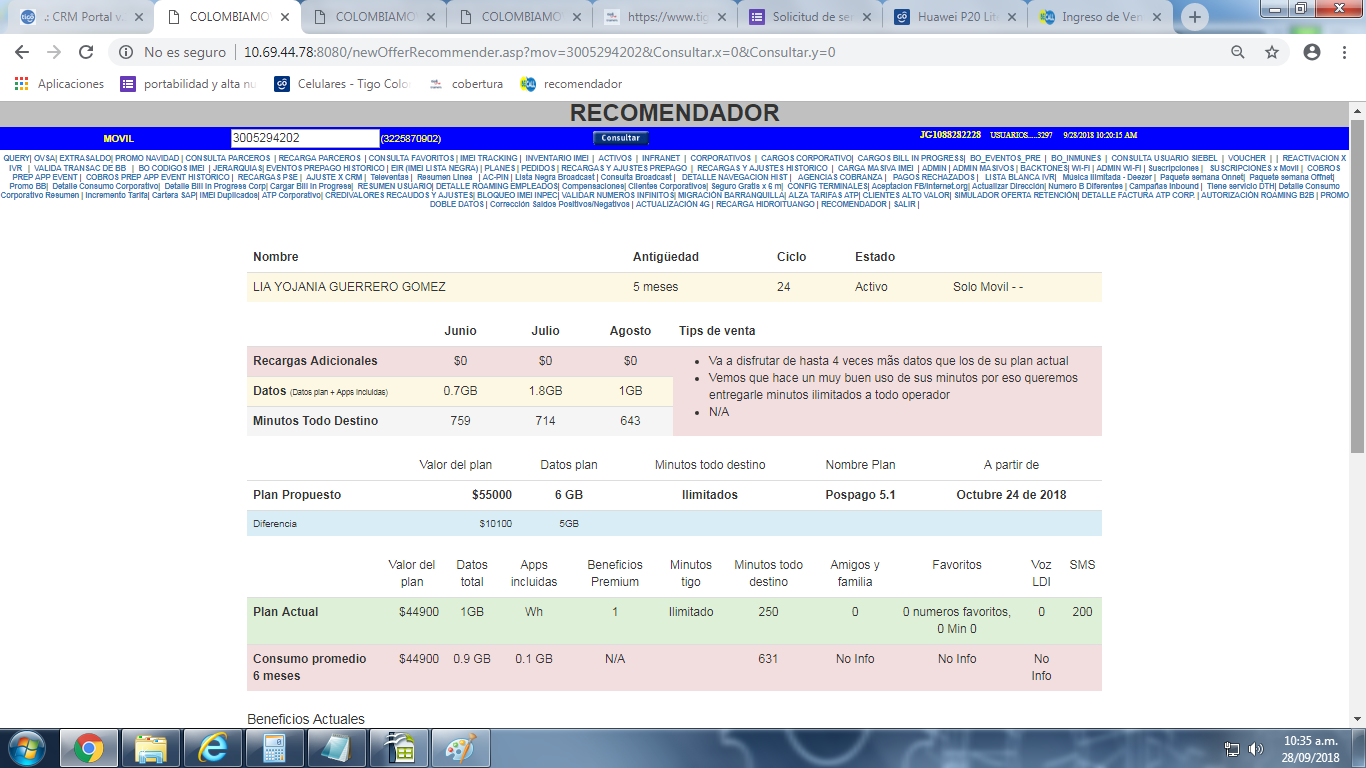 .: CRM Portal v. COLOMBIAMO COLOMBIAMO COLOMBIAMO https://www.tig Solicitud de ser Huawei P20 Lite Ingreso de Ven
No es seguro | 10.69.44.78:8080/newOfferRecommender.asp?mov=3005294202&Consultar.x=0&Consultar.y=0
Aplicaciones portabilidad y alta nu Celulares - Tigo Colo cobertura recomendador
RECOMENDADOR
MOVIL 3005294202 (3225870902) Consultar JG1088282228 USUARIOS.....3297 9/28/2018 10:20:15 AM
QUERY| OVSA| EXTRASALDO| PROMO NAVIDAD | CONSULTA PARCEROS | RECARGA PARCEROS | CONSULTA FAVORITOS | IMEI TRACKING | INVENTARIO IMEI | ACTIVOS | INFRANET | CORPORATIVOS | CARGOS CORPORATIVO| CARGOS BILL IN PROGRESS| BO_EVENTOS_PRE | BO_INMUNES | CONSULTA USUARIO SIEBEL | VOUCHER | | REACTIVACION X
IVR | VALIDA TRANSAC DE BB | BO CODIGOS IMEI | JERARQUIAS| EVENTOS PREPAGO HISTORICO | EIR (IMEI LISTA NEGRA) | PLANES | PEDIDOS | RECARGAS Y AJUSTES PREPAGO | RECARGAS Y AJUSTES HISTORICO | CARGA MASIVA IMEI | ADMIN | ADMIN MASIVOS | BACKTONES| WI-FI | ADMIN WI-FI | Suscripciones | SUSCRIPCIONES x Movil | COBROS
PREP APP EVENT | COBROS PREP APP EVENT HISTORICO | RECARGAS PSE | AJUSTE X CRM | Televentas | Resumen Linea | AC-PIN | Lista Negra Broadcast | Consulta Broadcast | DETALLE NAVEGACION HIST | AGENCIAS COBRANZA | PAGOS RECHAZADOS | LISTA BLANCA IVR| Música Ilimitada - Deezer | Paquete semana Onnet| Paquete semana Offnet|
Promo BB| Detalle Consumo Corporativo| Detalle Bill In Progress Corp| Cargar Bill In Progress| RESUMEN USUARIO| DETALLE ROAMING EMPLEADOS| Compensaciones| Clientes Corporativos| Seguro Gratis x 6 m| CONFIG TERMINALES| Aceptacion FB/Internet.org| Actualizar Dirección| Numero B Diferentes | Campañas Inbound | Tiene servicio DTH| Detalle Consumo
Corporativo Resumen | Incremento Tarifa| Cartera SAP| IMEI Duplicados| ATP Corporativo| CREDIVALORES RECAUDOS Y AJUSTES| BLOQUEO IMEI INPEC| VALIDAR NUMEROS INFINITOS| MIGRACIÓN BARRANQUILLA| ALZA TARIFAS ATP| CLIENTES ALTO VALOR| SIMULADOR OFERTA RETENCIÓN| DETALLE FACTURA ATP CORP. | AUTORIZACIÓN ROAMING B2B | PROMO
DOBLE DATOS | Corrección Saldos Positivos/Negativos | ACTUALIZACIÓN 4G | RECARGA HIDROITUANGO | RECOMENDADOR | SALIR |
Nombre Antigüedad Ciclo Estado
LIA YOJANIA GUERRERO GOMEZ 5 meses 24 Activo Solo Movil - -
Junio Julio Agosto Tips de venta
Recargas Adicionales $0 $0 $0
Datos (Datos plan + Apps incluidas) 0.7GB 1.8GB 1GB
Minutos Todo Destino 759 714 643
• Va a disfrutar de hasta 4 veces mãs datos que los de su plan actual
• Vemos que hace un muy buen uso de sus minutos por eso queremos
entregarle minutos ilimitados a todo operador
• N/A
Valor del plan Datos plan Minutos todo destino Nombre Plan A partir de
Plan Propuesto $55000 6 GB Ilimitados Pospago 5.1 Octubre 24 de 2018
Diferencia $10100 5GB
Valor del Datos Apps Beneficios Minutos Minutos todo Amigos y Favoritos Voz SMS
plan total incluidas Premium tigo destino familia LDI
Plan Actual $44900 1GB Wh 1 Ilimitado 250 0 0 numeros favoritos, 0 200
0 Min 0
Consumo promedio $44900 0.9 GB 0.1 GB N/A 631 No Info No Info No
6 meses Info
Beneficios Actuales
10:35 a.m.
28/09/2018